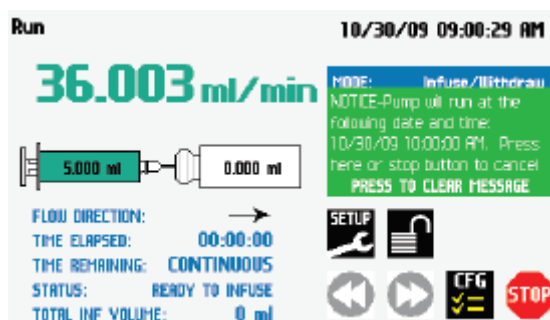 Run
10/30/09 09:00:29 AM
36.003 ml/min
MODE: Infuse/Withdraw
NOTICE-Pump will run at the
following date and time:
10/30/09 10:00:00 AM. Press
here or stop button to cancel
PRESS TO CLEAR MESSAGE
5.000 ml
0.000 ml
FLOW DIRECTION:
TIME ELAPSED: 00:00:00
TIME REMAINING: CONTINUOUS
STATUS: READY TO INFUSE
TOTAL INF VOLUME: 0 ml
SETUP
CFG
STOP